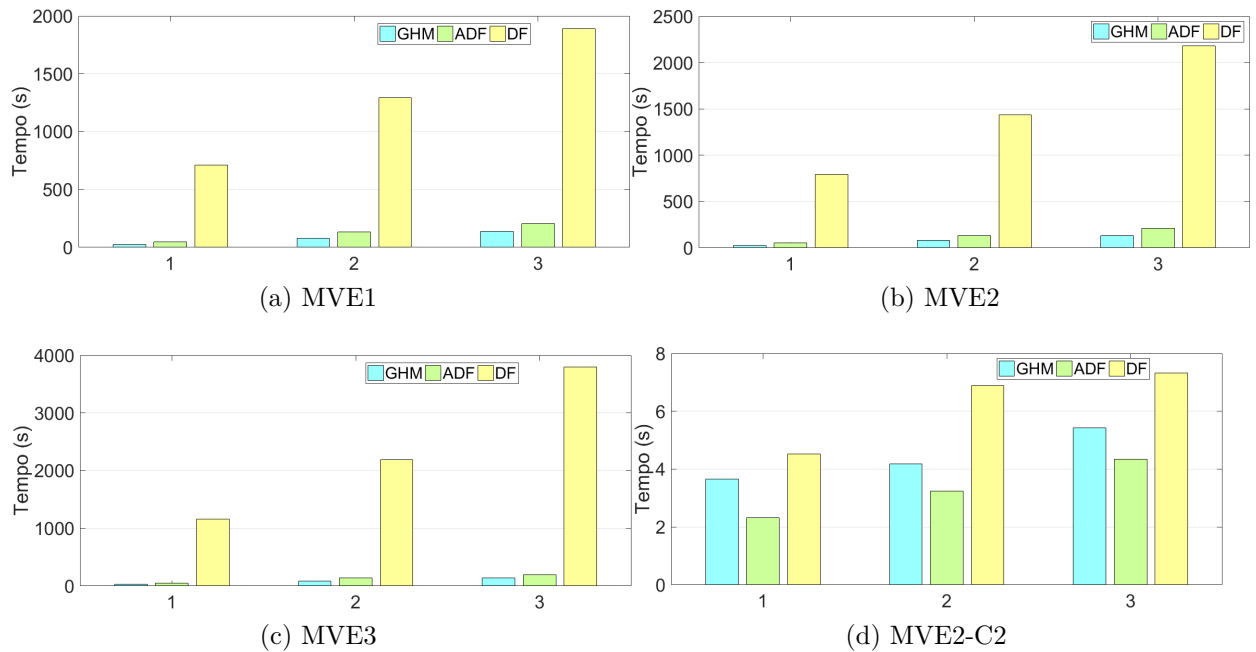 2000
1500
1000
500
0
Tempo (s)
GHM ADF DF
1 2 3
(a) MVE1
2500
2000
1500
1000
500
0
Tempo (s)
GHM ADF DF
1 2 3
(b) MVE2
4000
3000
2000
1000
0
Tempo (s)
GHM ADF DF
1 2 3
(c) MVE3
8
6
4
2
0
Tempo (s)
GHM ADF DF
1 2 3
(d) MVE2-C2